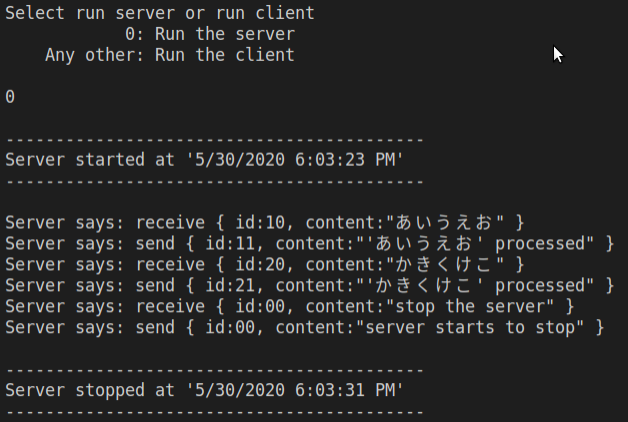 Select run server or run client
0: Run the server
Any other: Run the client
0
------------------------------------------
Server started at '5/30/2020 6:03:23 PM'
------------------------------------------
Server says: receive { id:10, content:"あいうえお" }
Server says: send { id:11, content:"'あいうえお' processed" }
Server says: receive { id:20, content:"かきくけこ" }
Server says: send { id:21, content:"'かきくけこ' processed" }
Server says: receive { id:00, content:"stop the server" }
Server says: send { id:00, content:"server starts to stop" }
------------------------------------------
Server stopped at '5/30/2020 6:03:31 PM'
------------------------------------------